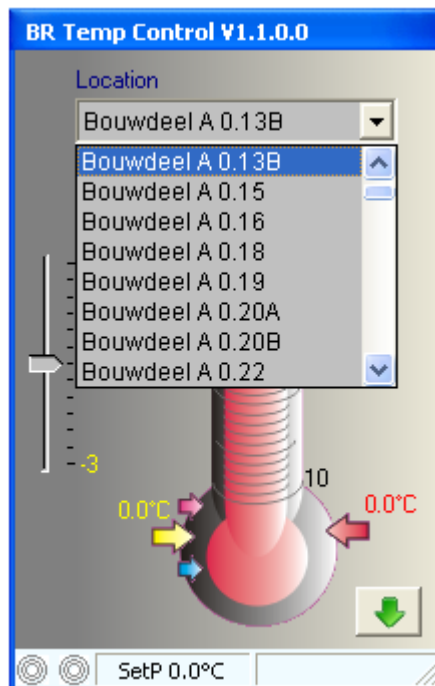 BR Temp Control V1.1.0.0
Location
Bouwdeel A 0.13B
Bouwdeel A 0.13B
Bouwdeel A 0.15
Bouwdeel A 0.16
Bouwdeel A 0.18
Bouwdeel A 0.19
Bouwdeel A 0.20A
Bouwdeel A 0.20B
Bouwdeel A 0.22
-3
10
0.0°C
0.0°C
SetP 0.0°C